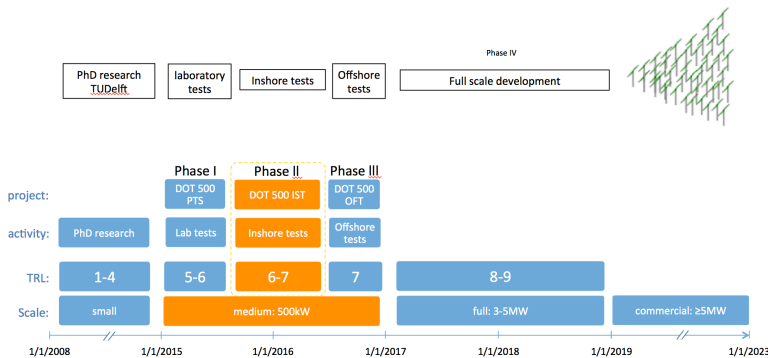 Phase IV
PhD research
TUDelft
laboratory
tests
Inshore tests
Offshore
tests
Full scale development
Phase I
Phase ll
Phase lll
project:
DOT 500
PTS
DOT 500 IST
DOT 500
OFT
activity:
PhD research
Lab tests
Inshore tests
Offshore
tests
TRL:
1-4
5-6
6-7
7
8-9
Scale:
small
medium: 500kW
full: 3-5MW
commercial: ≥5MW
1/1/2008
1/1/2015
1/1/2016
1/1/2017
1/1/2018
1/1/2019
1/1/2023